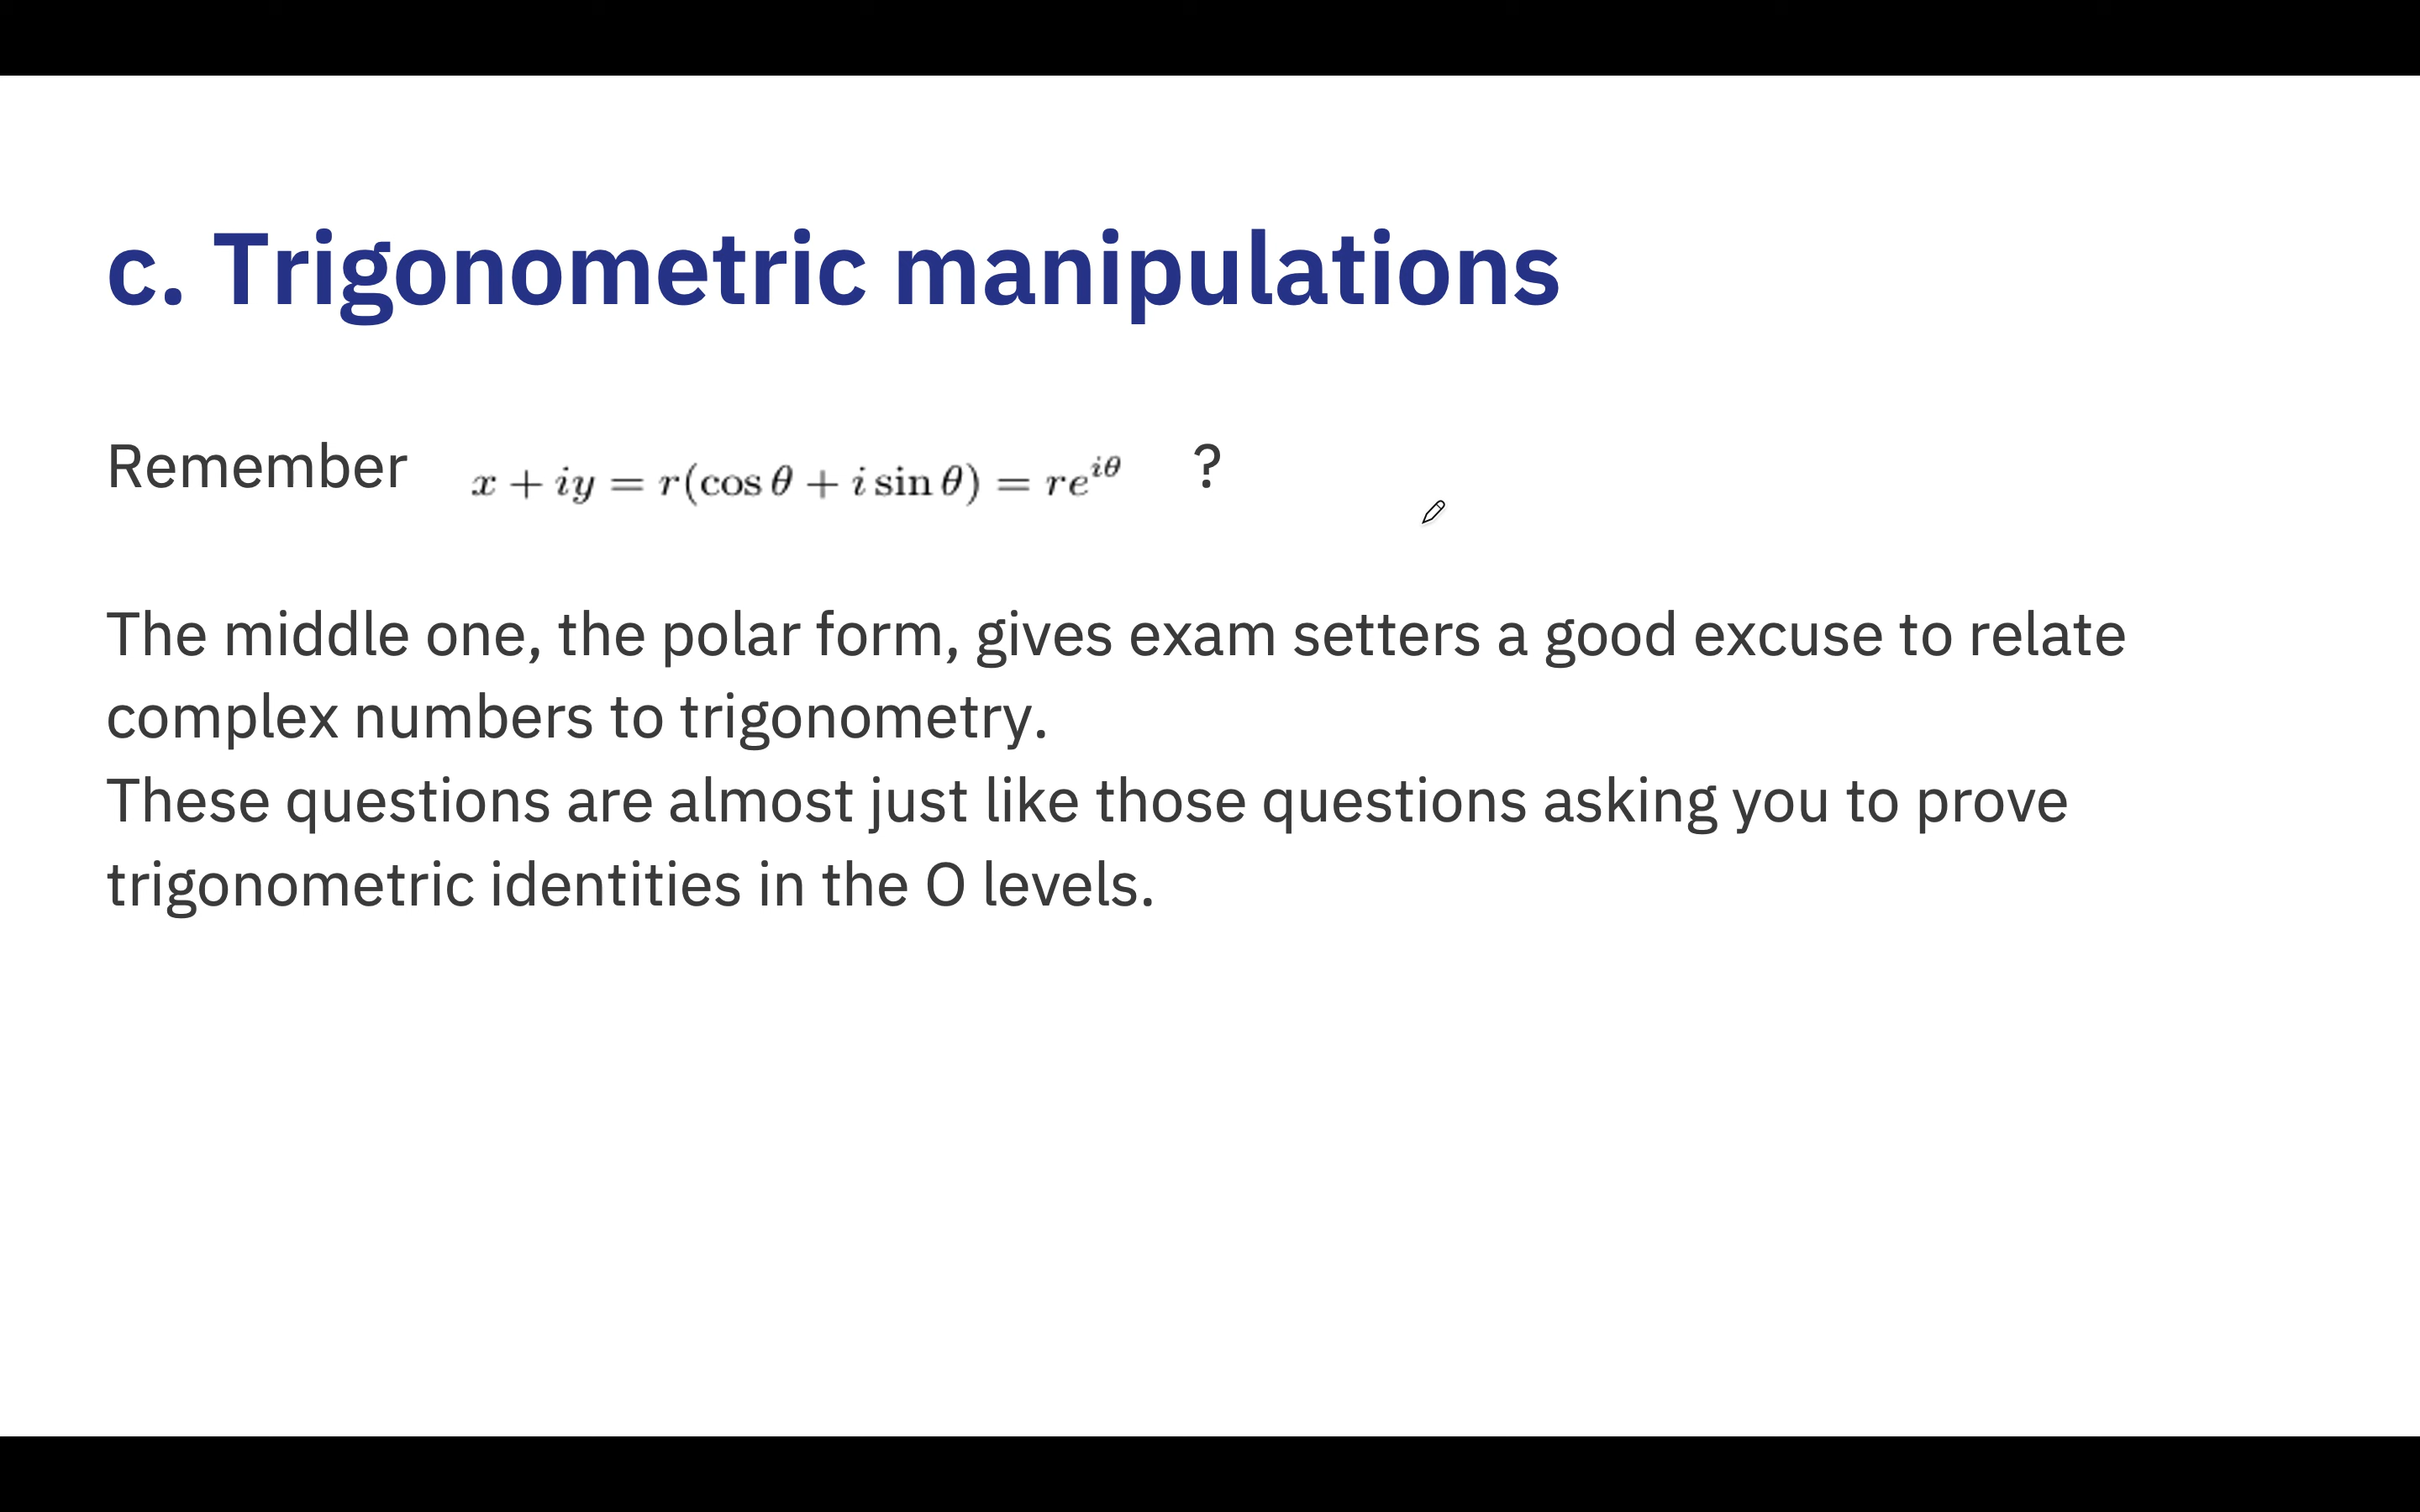 c. Trigonometric manipulations
Remember x + iy = r(cos θ + i sin θ) = re^{iθ} ?
The middle one, the polar form, gives exam setters a good excuse to relate
complex numbers to trigonometry.
These questions are almost just like those questions asking you to prove
trigonometric identities in the O levels.